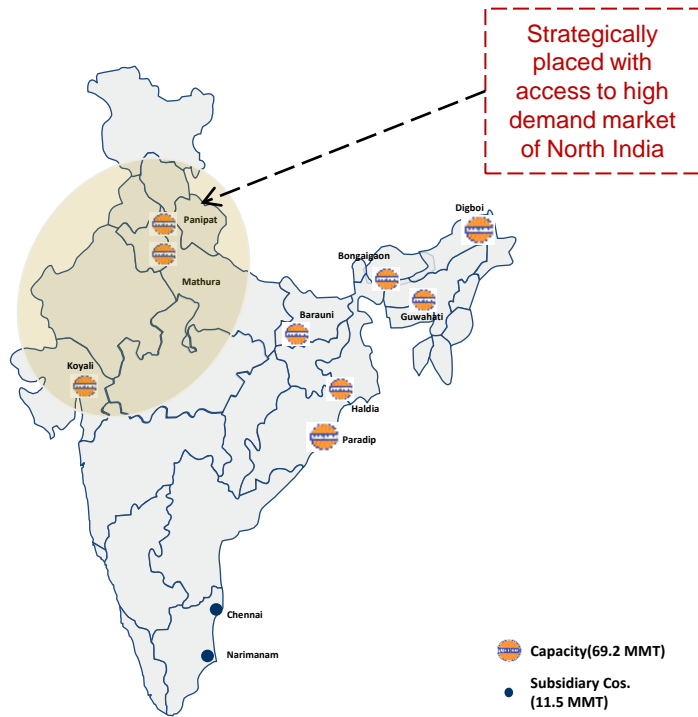 Strategically
placed with
access to high
demand market
of North India
Digboi
Panipat
Bongaigaon
Mathura
Barauni
Guwahati
Koyali
Haldia
Paradip
Chennai
Narimanam
Capacity(69.2 MMT)
Subsidiary Cos.
(11.5 MMT)